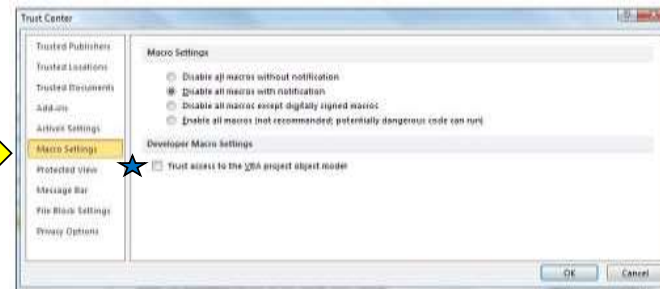 Trust Center
Trusted Publishers
Trusted Locations
Trusted Documents
Add-ins
ActiveX Settings
Macro Settings
Protected View
Message Bar
File Block Settings
Privacy Options
Macro Settings
Disable all macros without notification
Disable all macros with notification
Disable all macros except digitally signed macros
Enable all macros (not recommended; potentially dangerous code can run)
Developer Macro Settings
Trust access to the VBA project object model
OK
Cancel